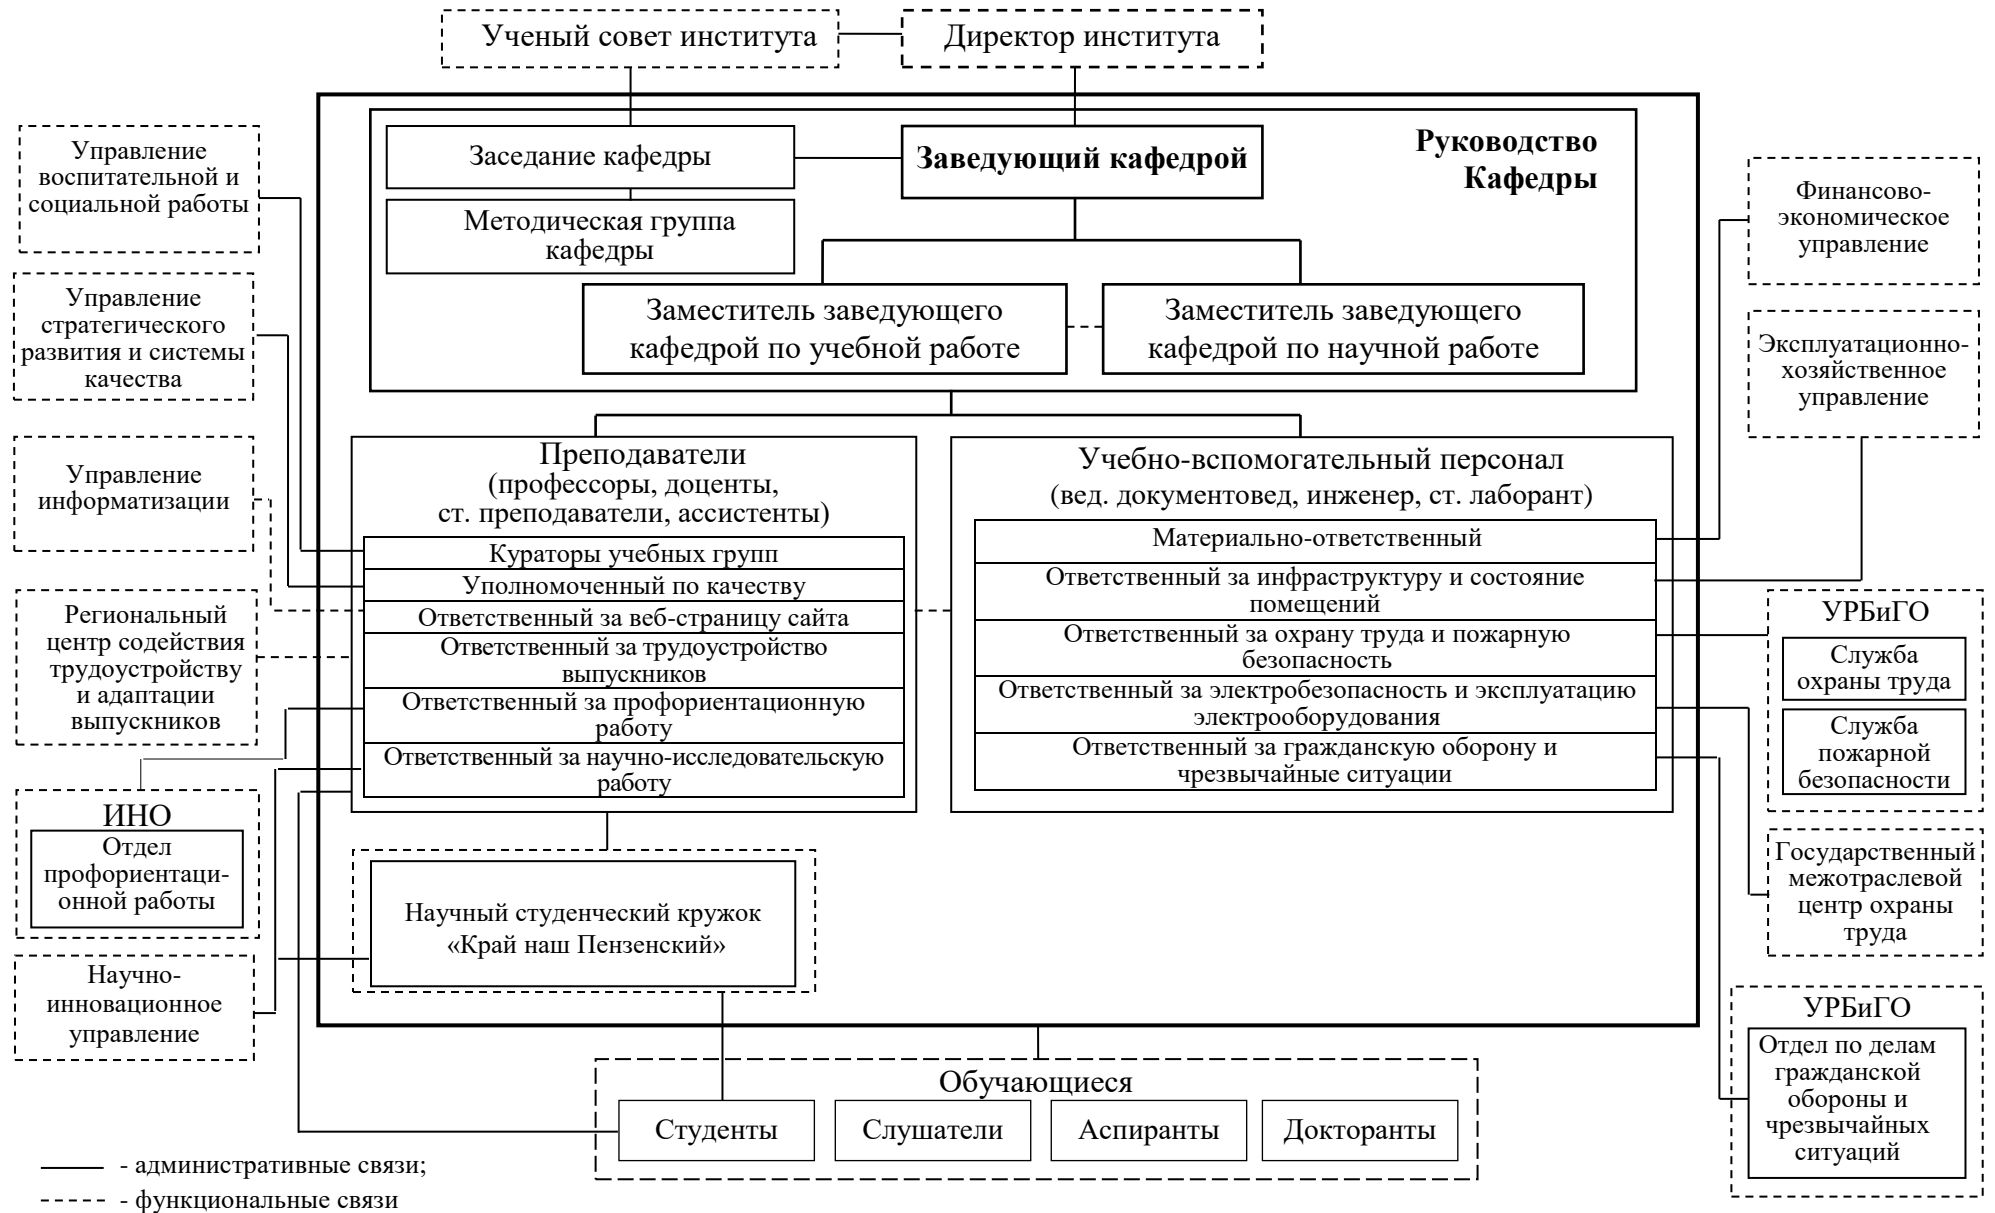 Ученый совет института
Директор института
Заседание кафедры
Заведующий кафедрой
Руководство
Кафедры
Методическая группа
кафедры
Заместитель заведующего
кафедрой по учебной работе
Заместитель заведующего
кафедрой по научной работе
Управление
воспитательной и
социальной работы
Управление
стратегического
развития и системы
качества
Управление
информатизации
Региональный
центр содействия
трудоустройству
и адаптации
выпускников
ИНО
Отдел
профориентаци-
онной работы
Научно-
инновационное
управление
Преподаватели
(профессоры, доценты,
ст. преподаватели, ассистенты)
Кураторы учебных групп
Уполномоченный по качеству
Ответственный за веб-страницу сайта
Ответственный за трудоустройство
выпускников
Ответственный за профориентационную
работу
Ответственный за научно-исследовательскую
работу
Учебно-вспомогательный персонал
(вед. документовед, инженер, ст. лаборант)
Материально-ответственный
Ответственный за инфраструктуру и состояние
помещений
Ответственный за охрану труда и пожарную
безопасность
Ответственный за электробезопасность и эксплуатацию
электрооборудования
Ответственный за гражданскую оборону и
чрезвычайные ситуации
Финансово-
экономическое
управление
Эксплуатационно-
хозяйственное
управление
УРБиГО
Служба
охраны труда
Служба
пожарной
безопасности
Государственный
межотраслевой
центр охраны
труда
УРБиГО
Отдел по делам
гражданской
обороны и
чрезвычайных
ситуаций
Научный студенческий кружок
«Край наш Пензенский»
Обучающиеся
Студенты
Слушатели
Аспиранты
Докторанты
- административные связи;
- функциональные связи